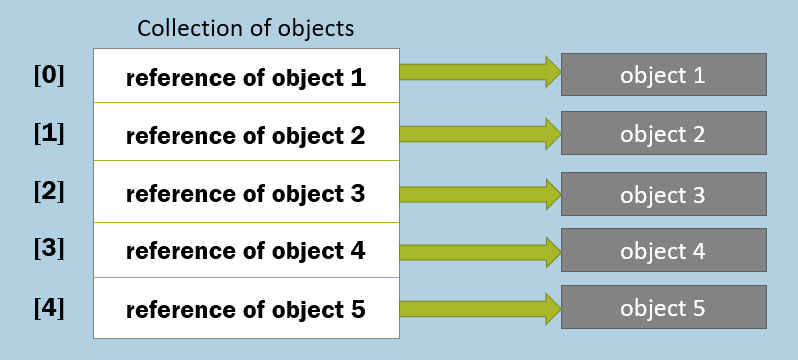 Collection of objects
[0] reference of object 1 object 1
[1] reference of object 2 object 2
[2] reference of object 3 object 3
[3] reference of object 4 object 4
[4] reference of object 5 object 5